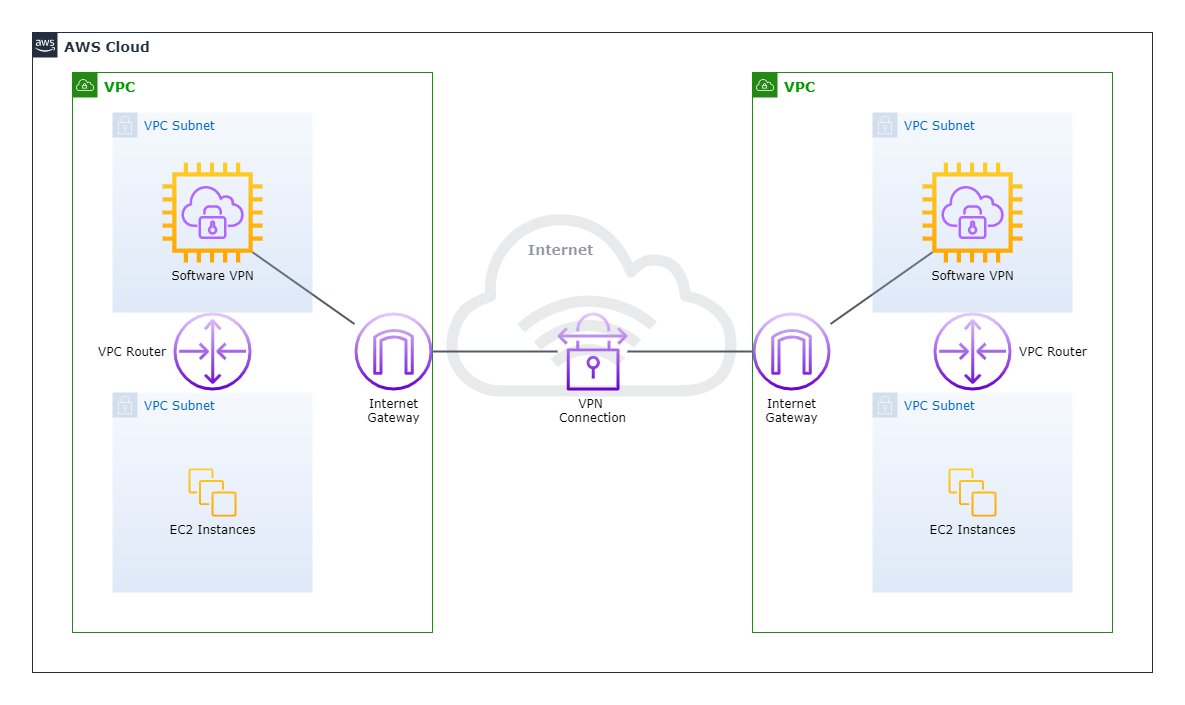 aws
AWS Cloud
VPC
VPC Subnet
Software VPN
VPC Router
VPC Subnet
EC2 Instances
Internet
Gateway
Internet
VPN
Connection
VPC
VPC Subnet
Software VPN
Internet
Gateway
VPC Router
VPC Subnet
EC2 Instances